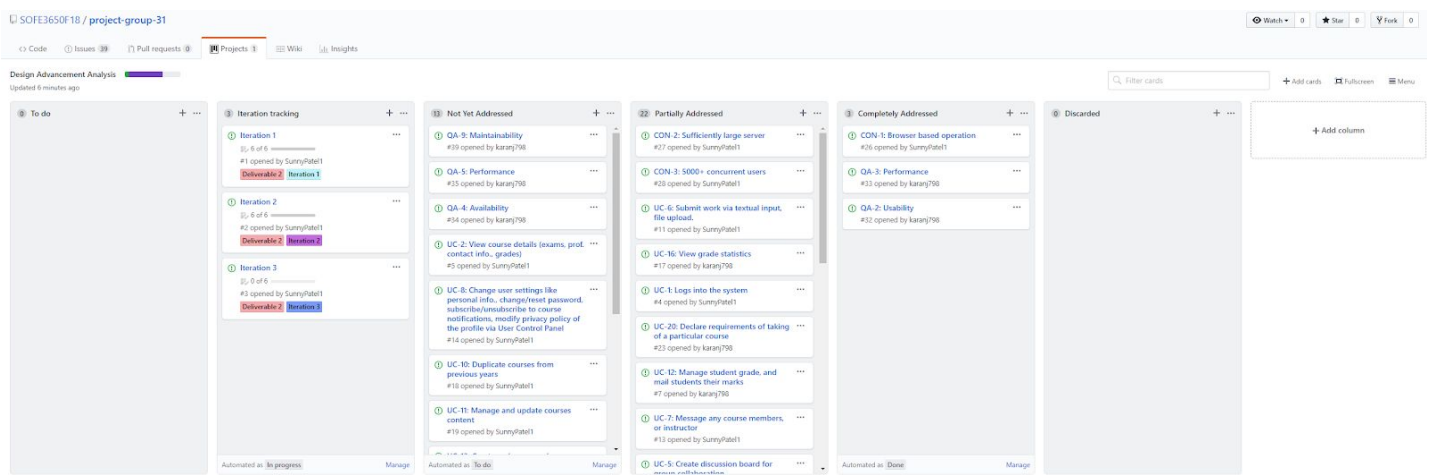 SOFE3650F18 / project-group-31
Watch 0 Star 0 Fork 0
Code Issues 39 Pull requests 0 Projects 1 Wiki Insights
Design Advancement Analysis
Updated 6 minutes ago
Filter cards
Add cards Fullscreen Menu
0 To do
3 Iteration tracking
Iteration 1
6 of 6
#1 opened by SunnyPatel1
Deliverable 2 Iteration 1
Iteration 2
6 of 6
#2 opened by SunnyPatel1
Deliverable 2 Iteration 2
Iteration 3
0 of 6
#3 opened by SunnyPatel1
Deliverable 2 Iteration 3
Automated as In progress Manage
13 Not Yet Addressed
QA-9: Maintainability
#39 opened by karanj798
QA-5: Performance
#35 opened by karanj798
QA-4: Availability
#34 opened by karanj798
UC-2: View course details (exams, prof.
contact info., grades)
#5 opened by SunnyPatel1
UC-8: Change user settings like
personal info., change/reset password,
subscribe/unsubscribe to course
notifications, modify privacy policy of
the profile via User Control Panel
#14 opened by SunnyPatel1
UC-10: Duplicate courses from
previous years
#18 opened by SunnyPatel1
UC-11: Manage and update courses
content
#19 opened by SunnyPatel1
Automated as To do Manage
22 Partially Addressed
CON-2: Sufficiently large server
#27 opened by SunnyPatel1
CON-3: 5000+ concurrent users
#28 opened by SunnyPatel1
UC-6: Submit work via textual input,
file upload,
#11 opened by SunnyPatel1
UC-16: View grade statistics
#17 opened by karanj798
UC-1: Logs into the system
#4 opened by SunnyPatel1
UC-20: Declare requirements of taking
of a particular course
#23 opened by karanj798
UC-12: Manage student grade, and
mail students their marks
#7 opened by karanj798
UC-7: Message any course members,
or instructor
#13 opened by SunnyPatel1
UC-5: Create discussion board for
group collaboration
3 Completely Addressed
CON-1: Browser based operation
#26 opened by SunnyPatel1
QA-3: Performance
#33 opened by karanj798
QA-2: Usability
#32 opened by karanj798
Automated as Done Manage
0 Discarded
+ Add column